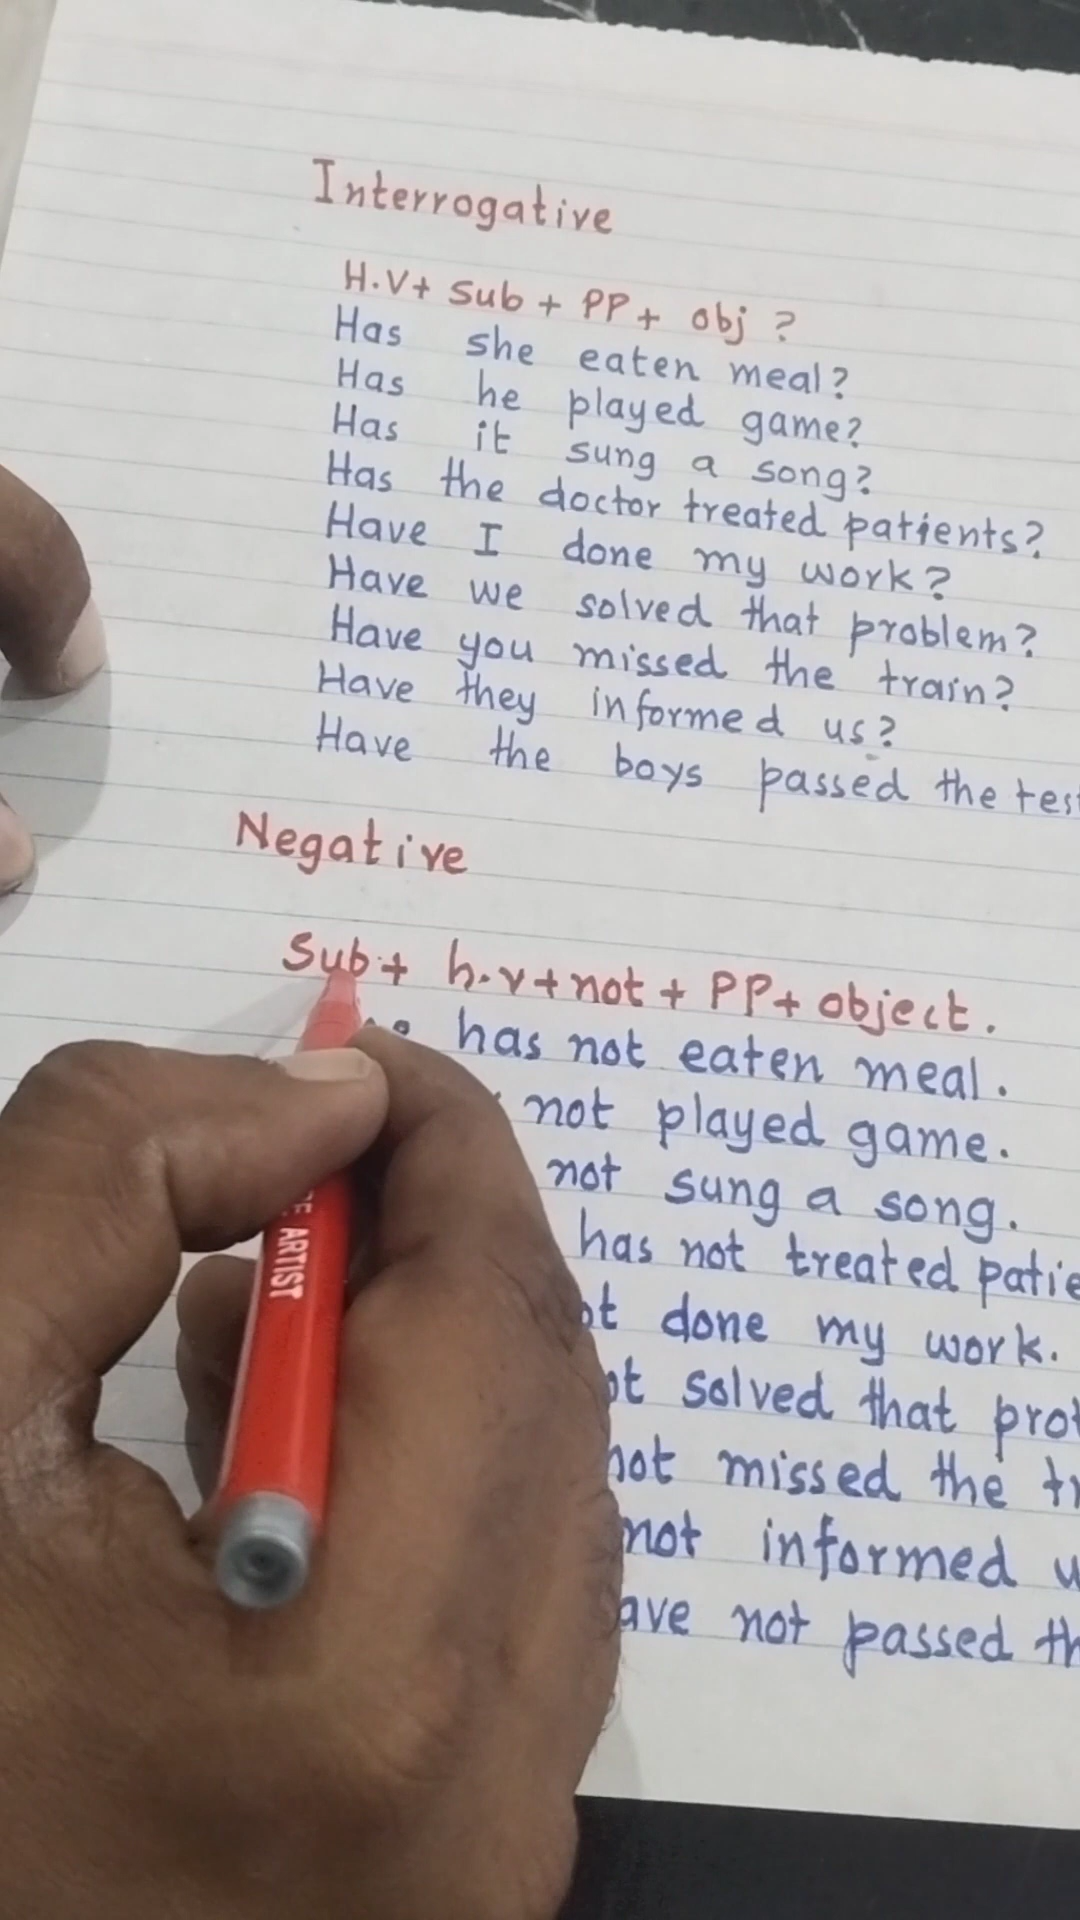 Interrogative
H.V+ Sub + PP + obj ?
Has she eaten meal?
Has he played game?
Has it sung a song?
Has the doctor treated patients?
Have I done my work?
Have we solved that problem?
Have you missed the train?
Have they informed us?
Have the boys passed the
Negative
Sub + h.v+not + PP+ object.
has not eaten meal.
not played game.
not sung a song.
has not treated
done my work.
solved that
not missed the
not informed
not passed
ARTIST